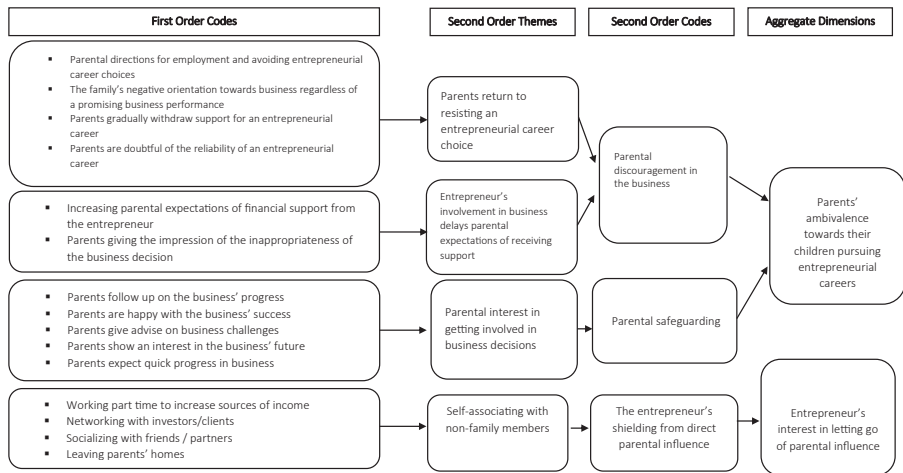 First Order Codes
Second Order Themes
Second Order Codes
Aggregate Dimensions
▪ Parental directions for employment and avoiding entrepreneurial
career choices
▪ The family's negative orientation towards business regardless of
a promising business performance
▪ Parents gradually withdraw support for an entrepreneurial
career
▪ Parents are doubtful of the reliability of an entrepreneurial
career
Parents return to
resisting an
entrepreneurial career
choice
Parental
discouragement in
the business
▪ Increasing parental expectations of financial support from
the entrepreneur
▪ Parents giving the impression of the inappropriateness of
the business decision
Entrepreneur's
involvement in business
delays parental
expectations of receiving
support
Parents'
ambivalence
towards their
children pursuing
entrepreneurial
careers
▪ Parents follow up on the business' progress
▪ Parents are happy with the business' success
▪ Parents give advise on business challenges
▪ Parents show an interest in the business' future
▪ Parents expect quick progress in business
Parental interest in
getting involved in
business decisions
Parental safeguarding
▪ Working part time to increase sources of income
▪ Networking with investors/clients
▪ Socializing with friends / partners
▪ Leaving parents' homes
Self-associating with
non-family members
The entrepreneur's
shielding from direct
parental influence
Entrepreneur's
interest in letting go
of parental influence